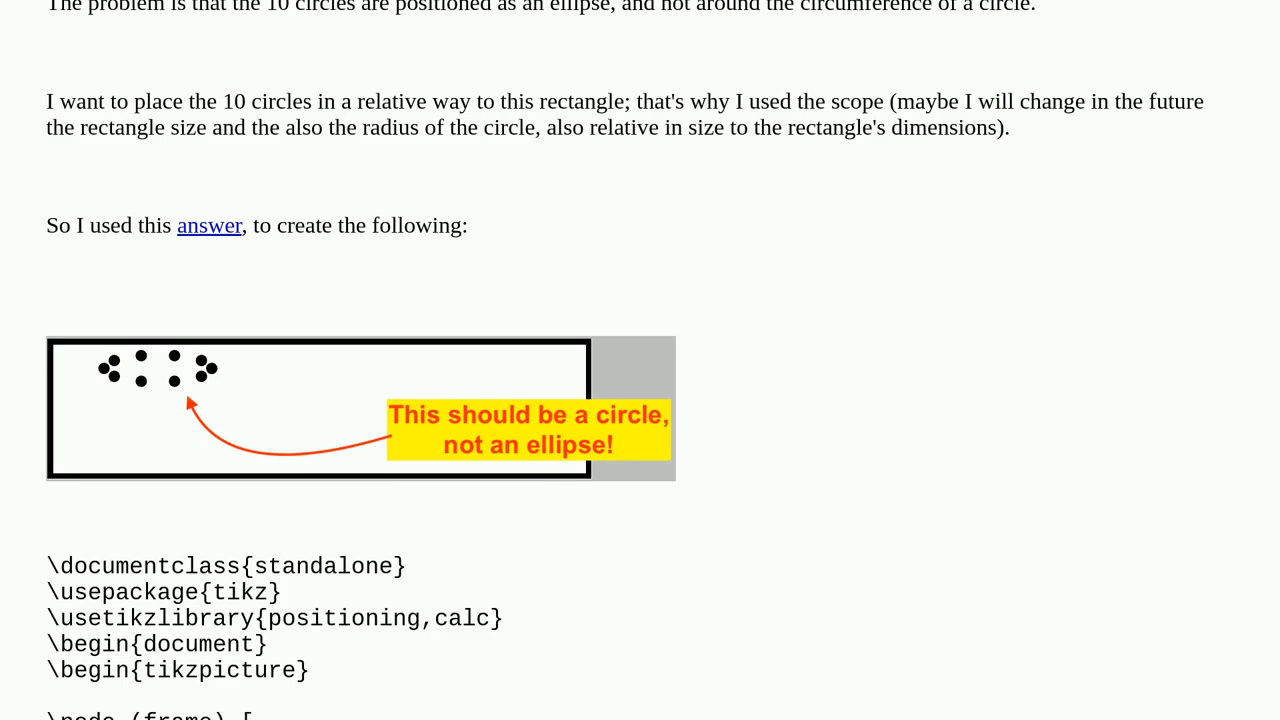 The problem is that the 10 circles are positioned as an ellipse, and not around the circumference of a circle.
I want to place the 10 circles in a relative way to this rectangle; that's why I used the scope (maybe I will change in the future
the rectangle size and the also the radius of the circle, also relative in size to the rectangle's dimensions).
So I used this answer, to create the following:
This should be a circle,
not an ellipse!
\documentclass{standalone}
\usepackage{tikz}
\usetikzlibrary{positioning,calc}
\begin{document}
\begin{tikzpicture}
\node (frame) [